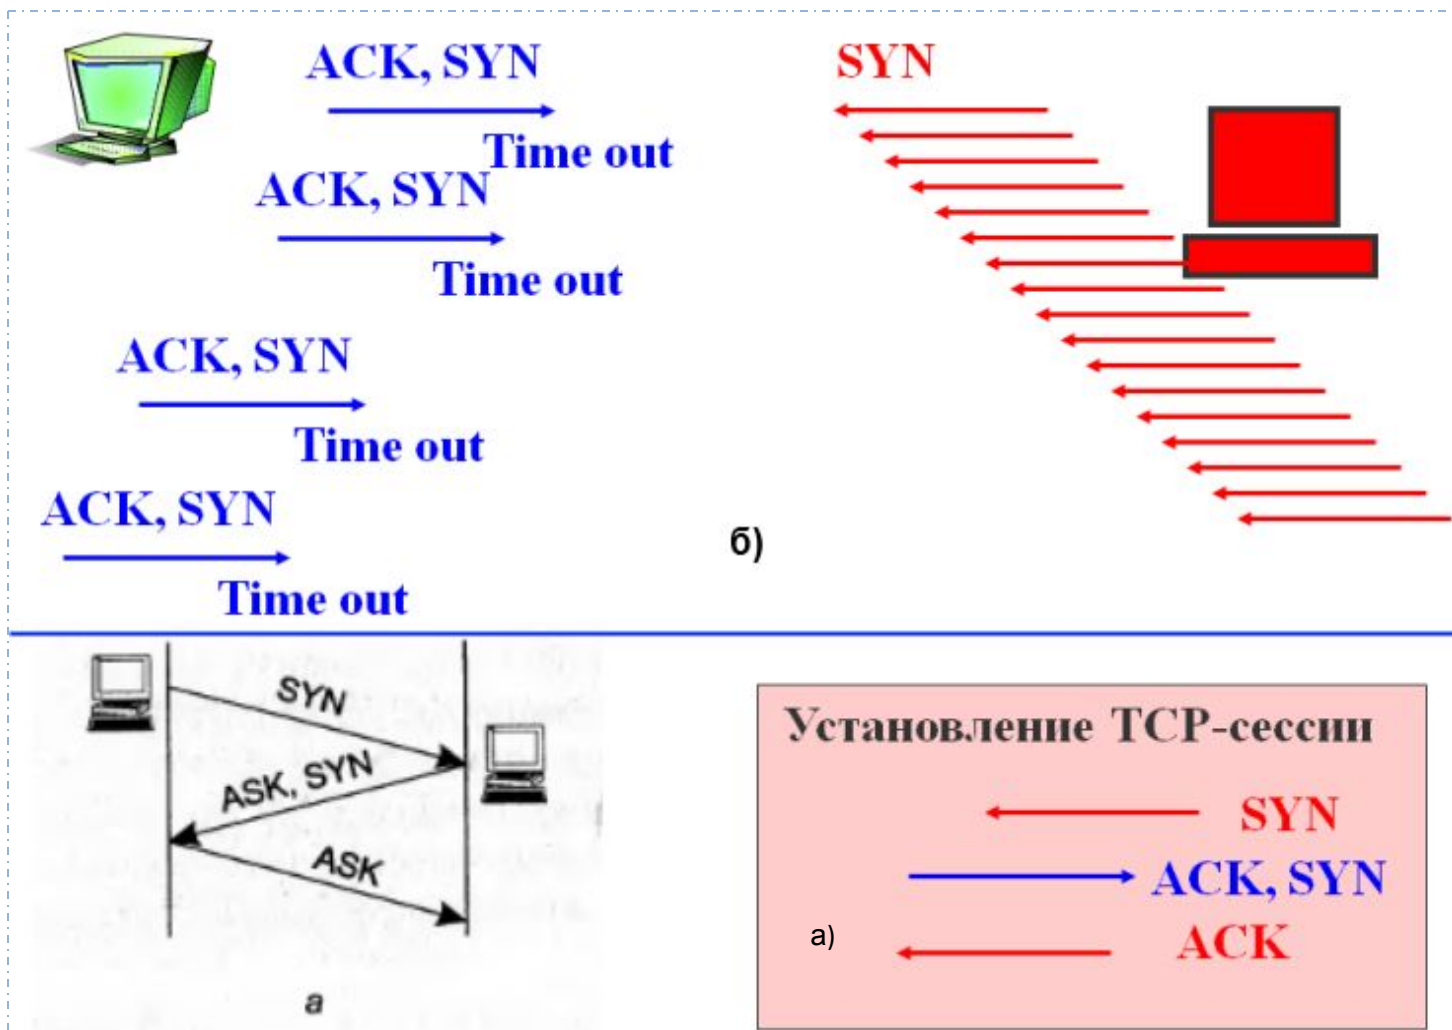 ACK, SYN
SYN
Time out
ACK, SYN
Time out
ACK, SYN
Time out
ACK, SYN
б)
Time out
SYN
ASK, SYN
ASK
а
Установление TCP-сессии
SYN
ACK, SYN
а)
ACK